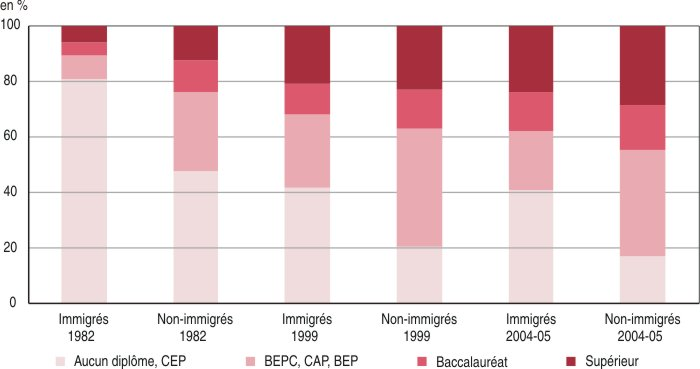 en %
100
80
60
40
20
0
Immigrés Non-immigrés Immigrés Non-immigrés Immigrés Non-immigrés
1982 1982 1999 1999 2004-05 2004-05
Aucun diplôme, CEP BEPC, CAP, BEP Baccalauréat Supérieur